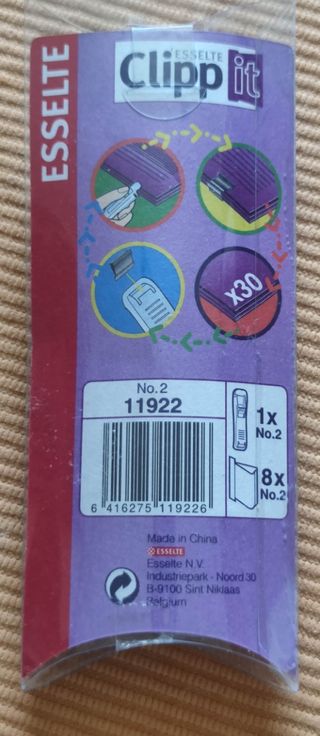 ESSELTE
ESSELTE
Clipp it
x30
No.2
11922
6 416275 119226
1x
No.2
8x
No.2
Made in China
ESSELTE
Esselte N.V.
Industriepark - Noord 30
B-9100 Sint Niklaas
Belgium